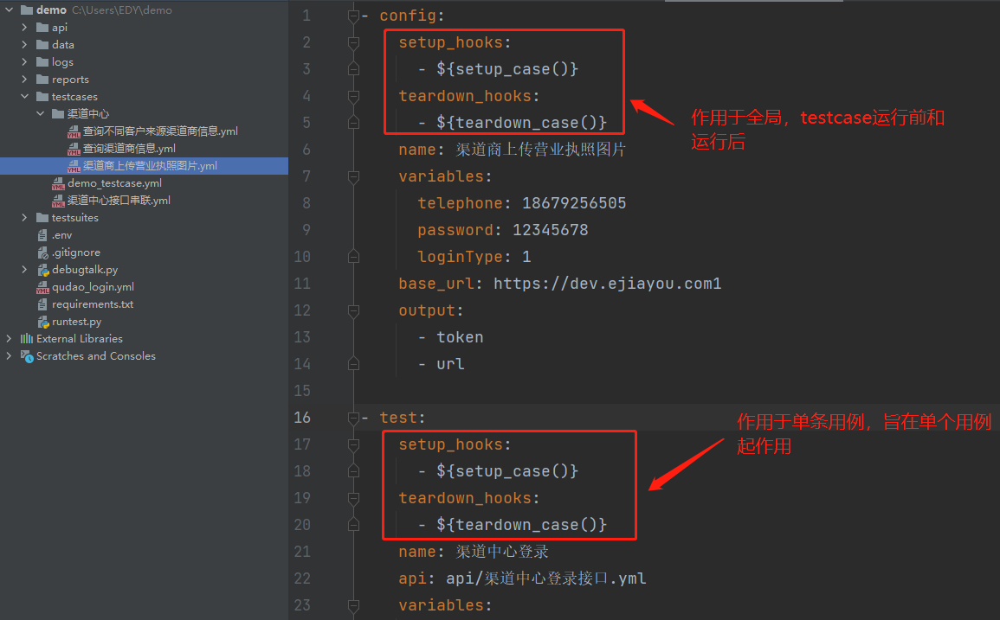 demo C:\Users\EDY\demo
api
data
logs
reports
testcases
渠道中心
查询不同客户来源渠道商信息.yml
查询渠道商信息.yml
渠道商上传营业执照图片.yml
demo_testcase.yml
渠道中心接口串联.yml
testsuites
.env
.gitignore
debugtalk.py
qudao_login.yml
requirements.txt
runtest.py
External Libraries
Scratches and Consoles
1 - config:
2 setup_hooks:
3 - ${setup_case()}
4 teardown_hooks:
5 - ${teardown_case()}
6 name: 渠道商上传营业执照图片
7 variables:
8 telephone: 18679256505
9 password: 12345678
10 loginType: 1
11 base_url: https://dev.ejiayou.com1
12 output:
13 - token
14 - url
15
16 - test:
17 setup_hooks:
18 - ${setup_case()}
19 teardown_hooks:
20 - ${teardown_case()}
21 name: 渠道中心登录
22 api: api/渠道中心登录接口.yml
23 variables:
作用于全局，testcase运行前和
运行后
作用于单条用例，旨在单个用例
起作用